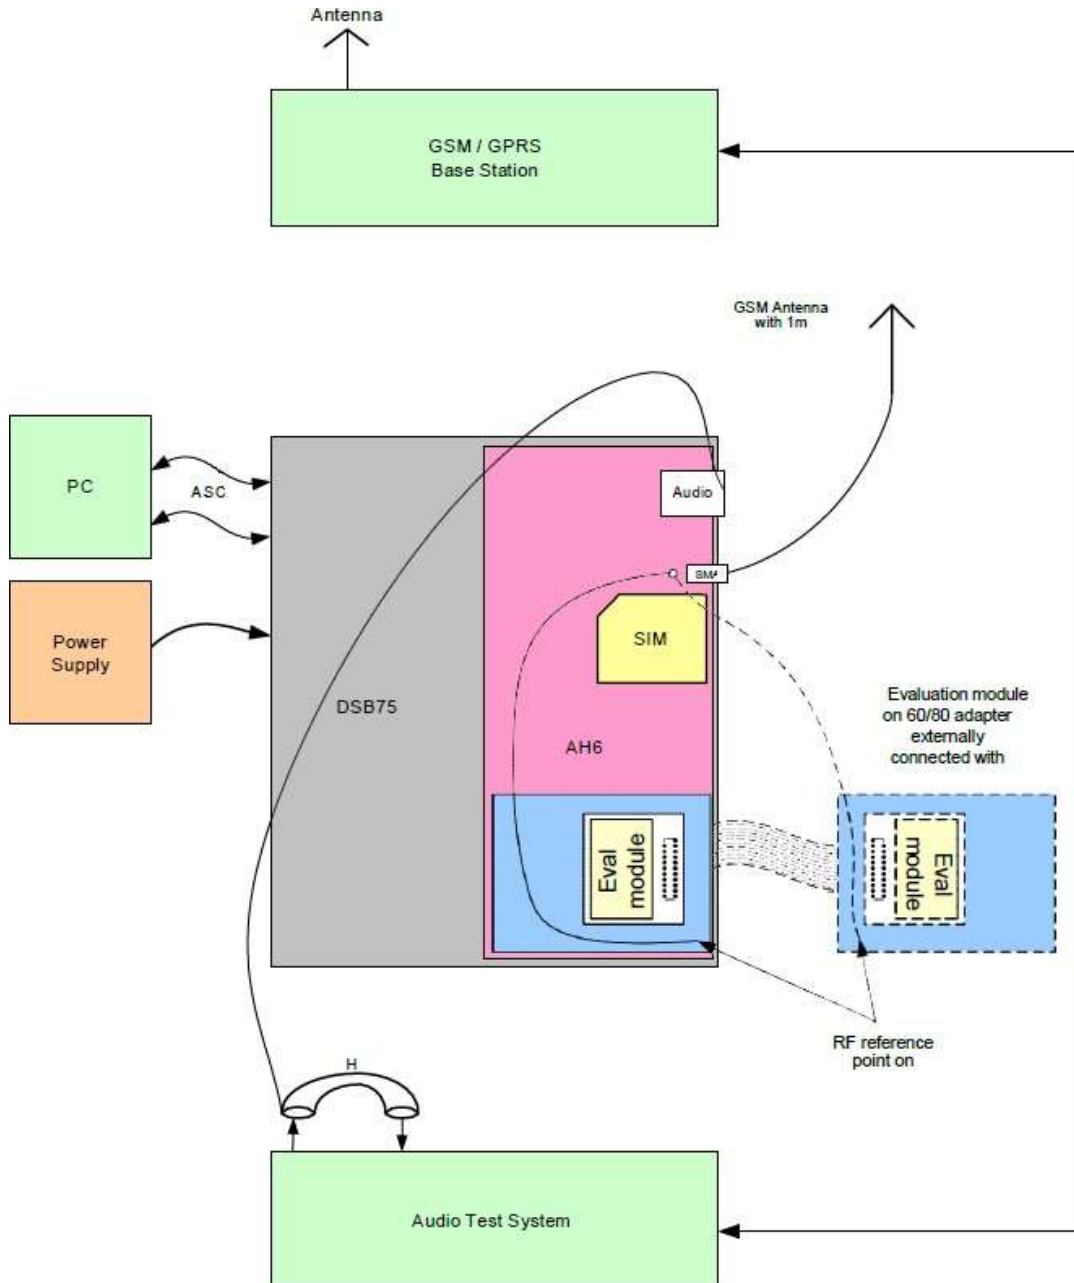 Antenna
GSM / GPRS
Base Station
GSM Antenna
with 1m
PC
ASC
Audio
SMA
SIM
Power
Supply
DSB75
AH6
Evaluation module
on 60/80 adapter
externally
connected with
Eval
module
Eval
module
RF reference
point on
H
Audio Test System